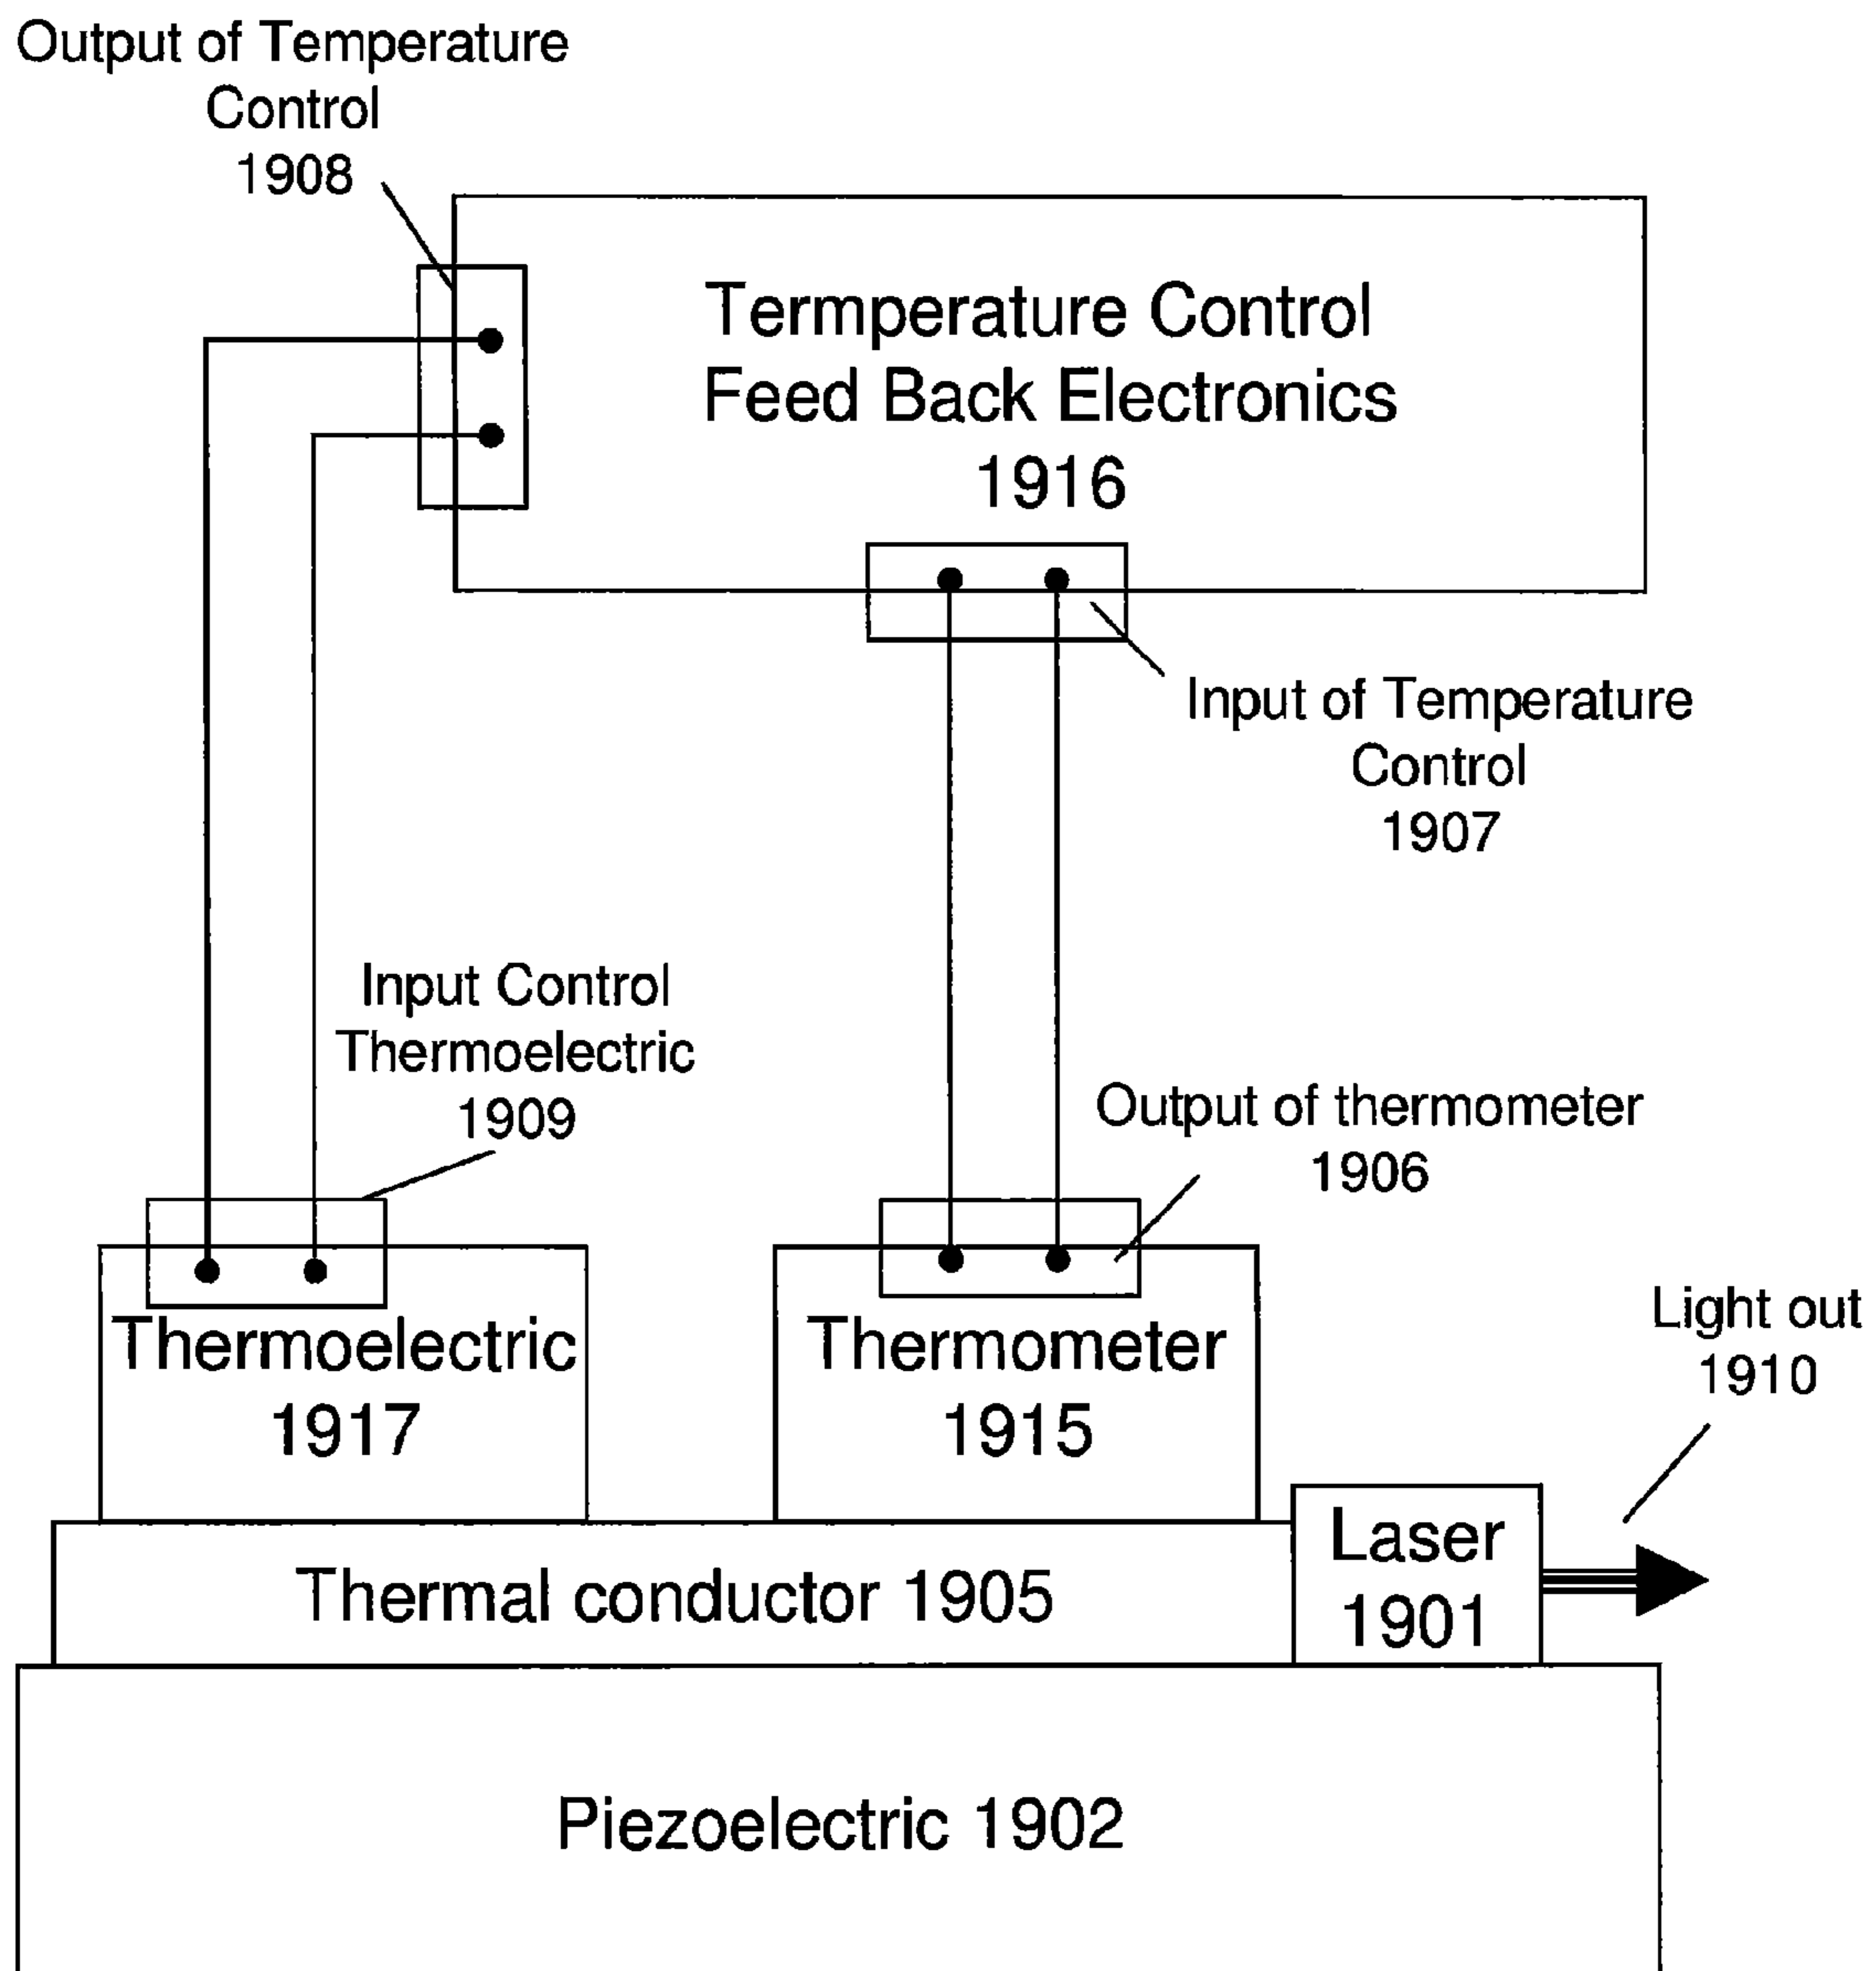 Output of Temperature
Control
1908
Termperature Control
Feed Back Electronics
1916
Input of Temperature
Control
1907
Input Control
Thermoelectric
1909
Output of thermometer
1906
Light out
1910
Thermoelectric
1917
Thermometer
1915
Laser
1901
Thermal conductor 1905
Piezoelectric 1902